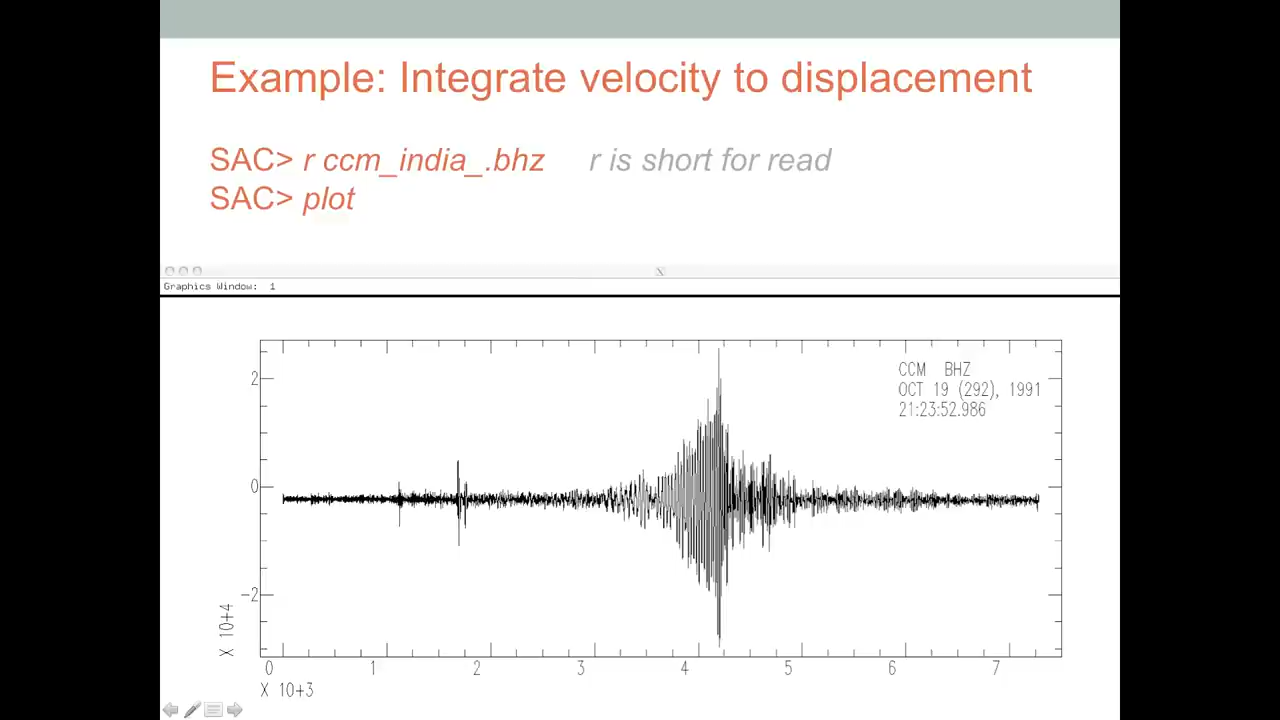 Example: Integrate velocity to displacement
SAC> r ccm_india_.bhz r is short for read
SAC> plot
X
Graphics Window: 1
CCM BHZ
OCT 19 (292), 1991
21:23:52.986
2
0
-2
X 10+4
0 1 2 3 4 5 6 7
X 10+3